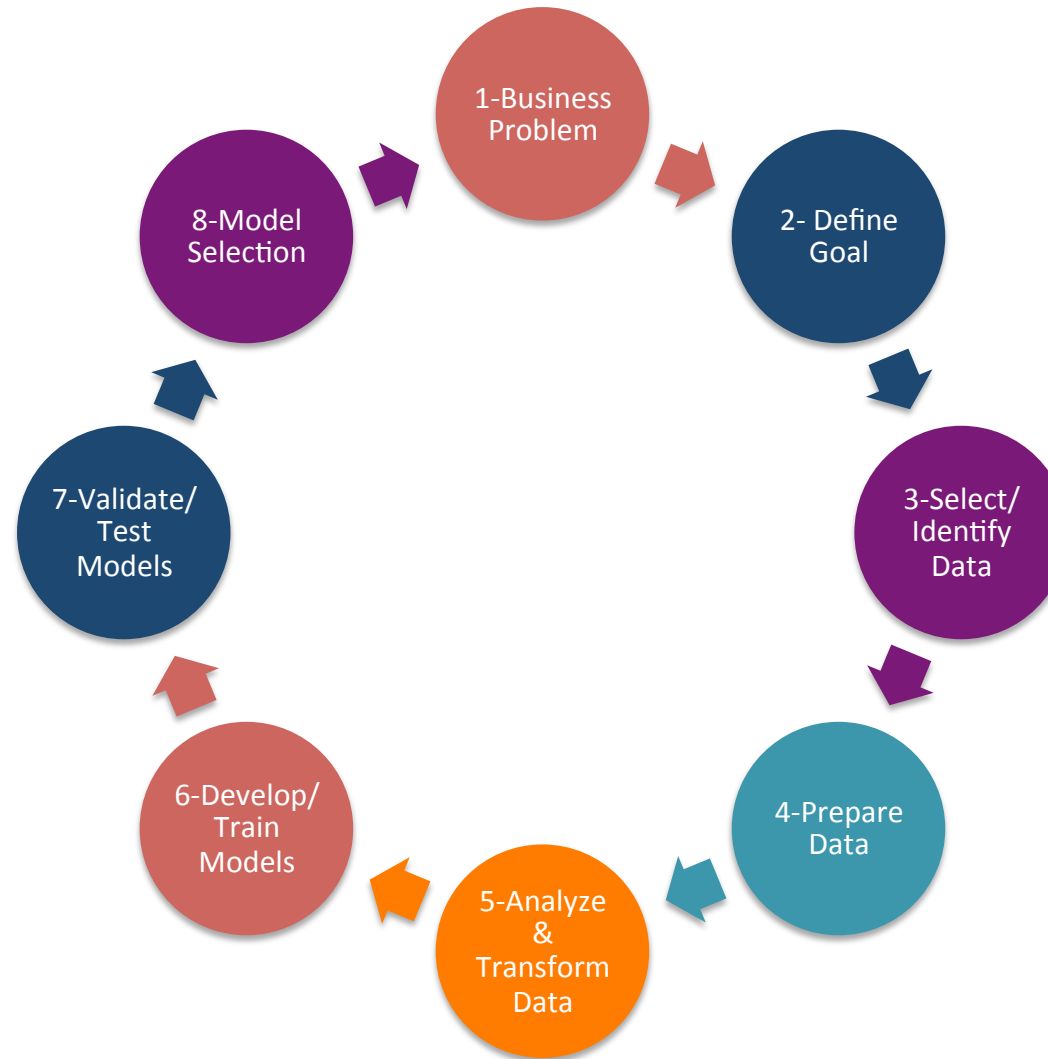 1-Business
Problem
2- Define
Goal
3-Select/
Identify
Data
4-Prepare
Data
5-Analyze
&
Transform
Data
6-Develop/
Train
Models
7-Validate/
Test
Models
8-Model
Selection